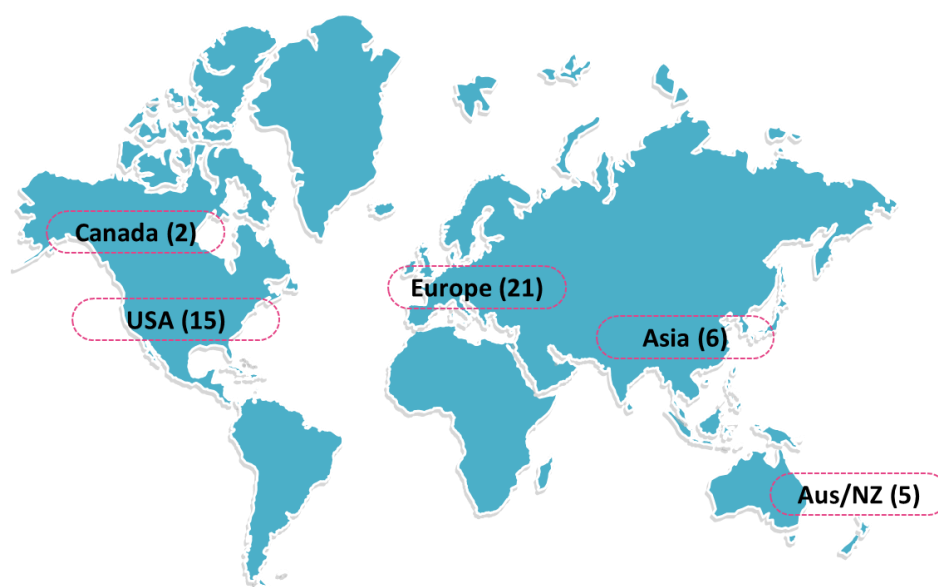 Canada (2)
Europe (21)
USA (15)
Asia (6)
Aus/NZ (5)